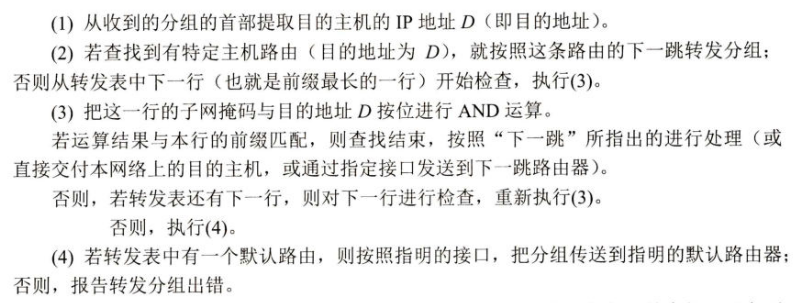 (1) 从收到的分组的首部提取目的主机的 IP 地址 D（即目的地址）。
(2) 若查找到有特定主机路由（目的地址为 D），就按照这条路由的下一跳转发分组；
否则从转发表中下一行（也就是前缀最长的一行）开始检查，执行(3)。
(3) 把这一行的子网掩码与目的地址 D 按位进行 AND 运算。
若运算结果与本行的前缀匹配，则查找结束，按照“下一跳”所指出的进行处理（或
直接交付本网络上的目的主机，或通过指定接口发送到下一跳路由器）。
否则，若转发表还有下一行，则对下一行进行检查，重新执行(3)。
否则，执行(4)。
(4) 若转发表中有一个默认路由，则按照指明的接口，把分组传送到指明的默认路由器；
否则，报告转发分组出错。